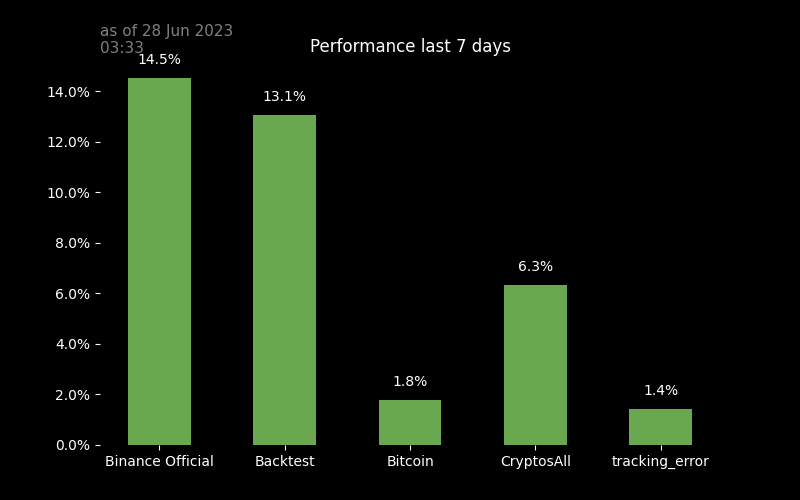 as of 28 Jun 2023
03:33
Performance last 7 days
14.5%
13.1%
1.8%
6.3%
1.4%
14.0%
12.0%
10.0%
8.0%
6.0%
4.0%
2.0%
0.0%
Binance Official
Backtest
Bitcoin
CryptosAll
tracking_error